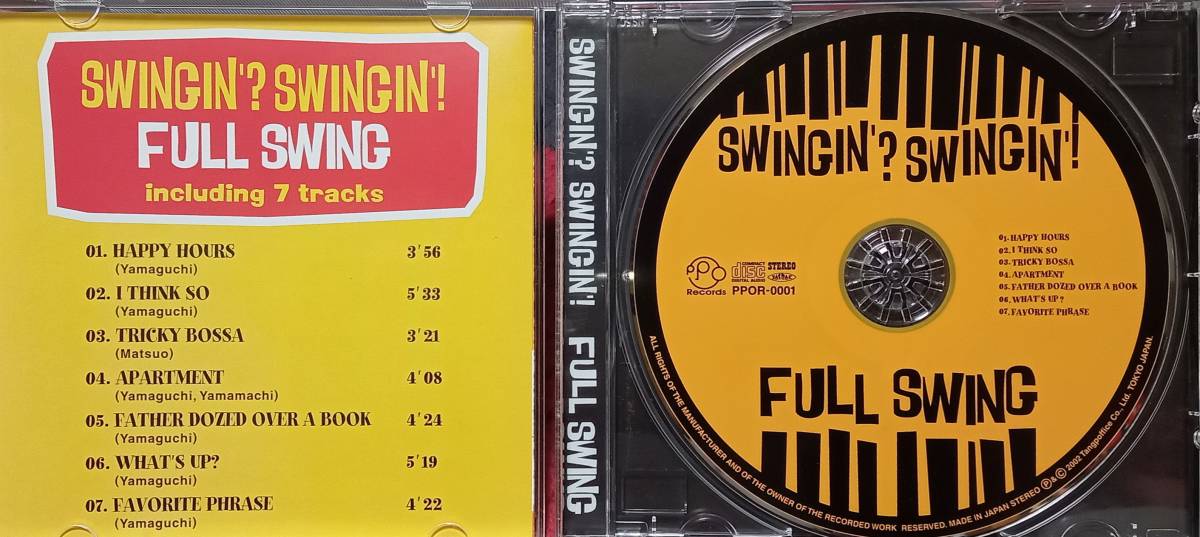 SWINGIN'? SWINGIN'!
FULL SWING
including 7 tracks
01. HAPPY HOURS 3'56
(Yamaguchi)
02. I THINK SO 5'33
(Yamaguchi)
03. TRICKY BOSSA 3'21
(Matsuo)
04. APARTMENT 4'08
(Yamaguchi, Yamamachi)
05. FATHER DOZED OVER A BOOK 4'24
(Yamaguchi)
06. WHAT'S UP? 5'19
(Yamaguchi)
07. FAVORITE PHRASE 4'22
(Yamaguchi)
SWINGIN'? SWINGIN'! FULL SWING
SWINGIN'? SWINGIN'!
PPO Records
COMPACT disc DIGITAL AUDIO
STEREO
PPOR-0001
01. HAPPY HOURS
02. I THINK SO
03. TRICKY BOSSA
04. APARTMENT
05. FATHER DOZED OVER A BOOK
06. WHAT'S UP?
07. FAVORITE PHRASE
FULL SWING
ALL RIGHTS OF THE MANUFACTURER AND OF THE OWNER OF THE RECORDED WORK RESERVED. MADE IN JAPAN STEREO Ⓟ&© 2002 Tangpoffice Co., Ltd. TOKYO JAPAN.